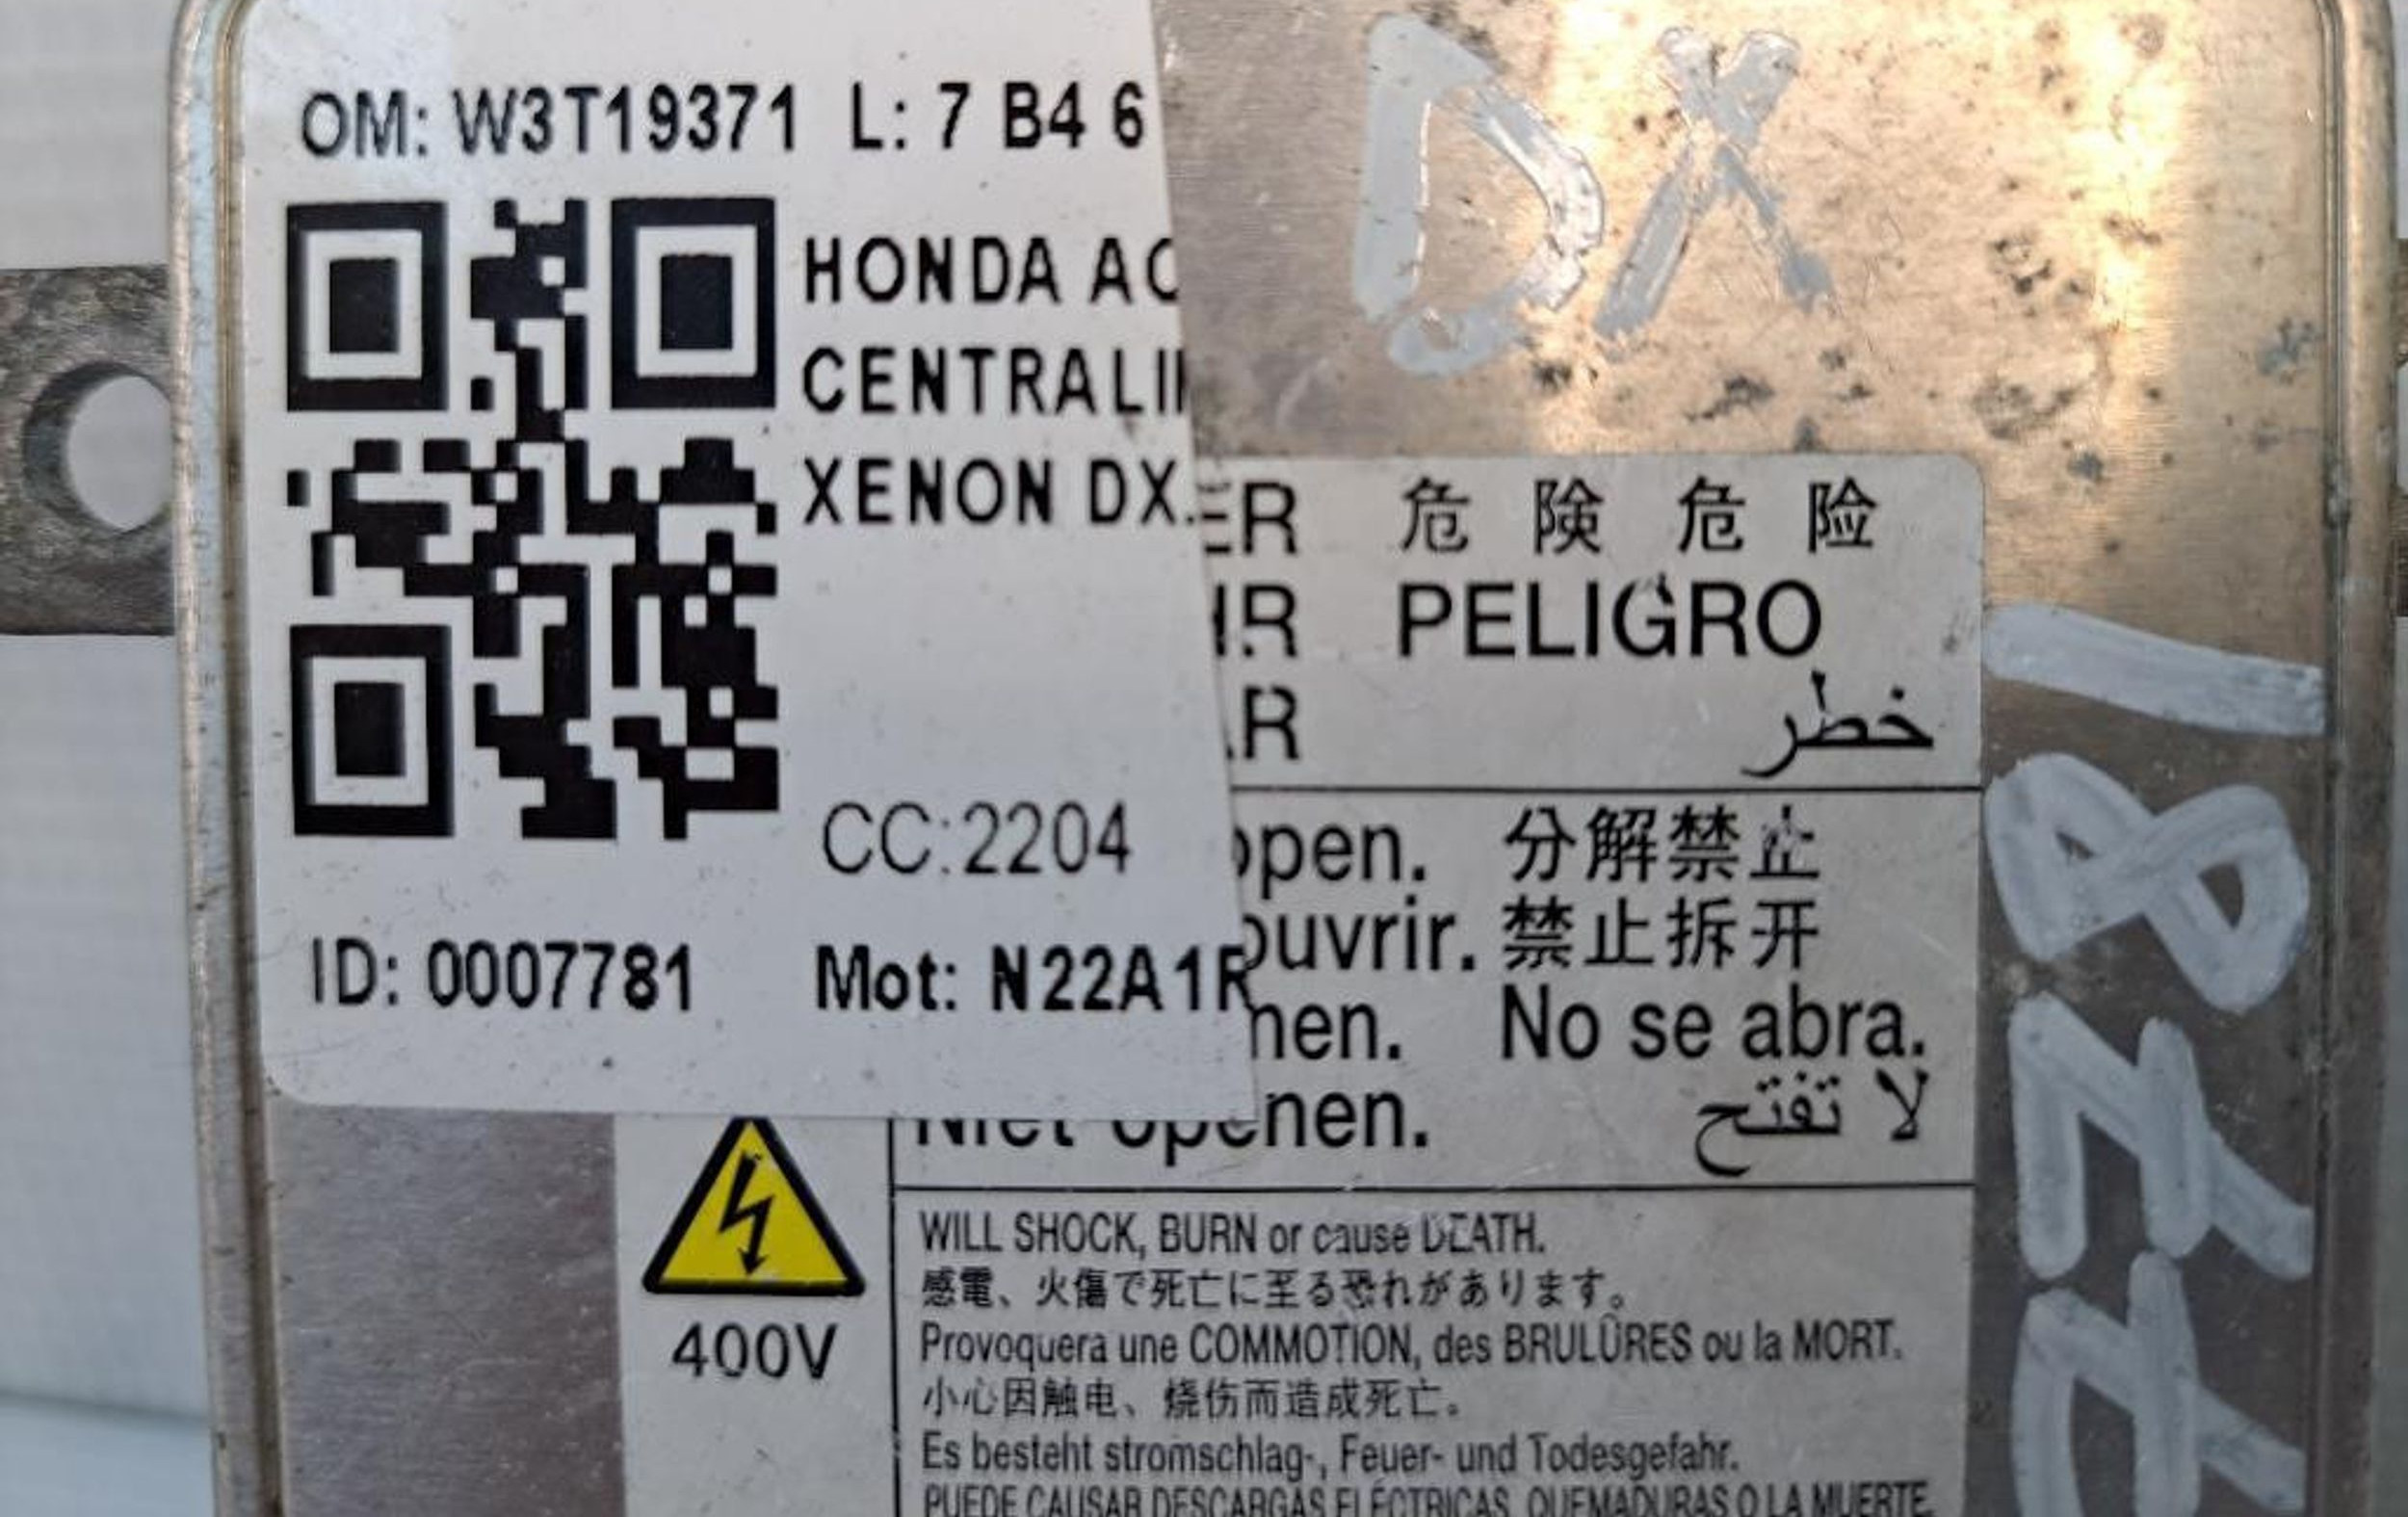 OM: W3T19371 L: 7 B4 6
HONDA AC
CENTRALI
XENON DX.
CC:2204
ID: 0007781 Mot: N22A1R
DX
ER 危険危险
HR PELIGRO
AR خطر
open. 分解禁止
ouvrir. 禁止拆开
nen. No se abra.
Niet openen. لا تفتح
400V
WILL SHOCK, BURN or cause DEATH.
感電、火傷で死亡に至る恐れがあります。
Provoquera une COMMOTION, des BRULÛRES ou la MORT.
小心因触电、烧伤而造成死亡。
Es besteht stromschlag-, Feuer- und Todesgefahr.
PUEDE CAUSAR DESCARGAS ELÉCTRICAS, QUEMADURAS O LA MUERTE.